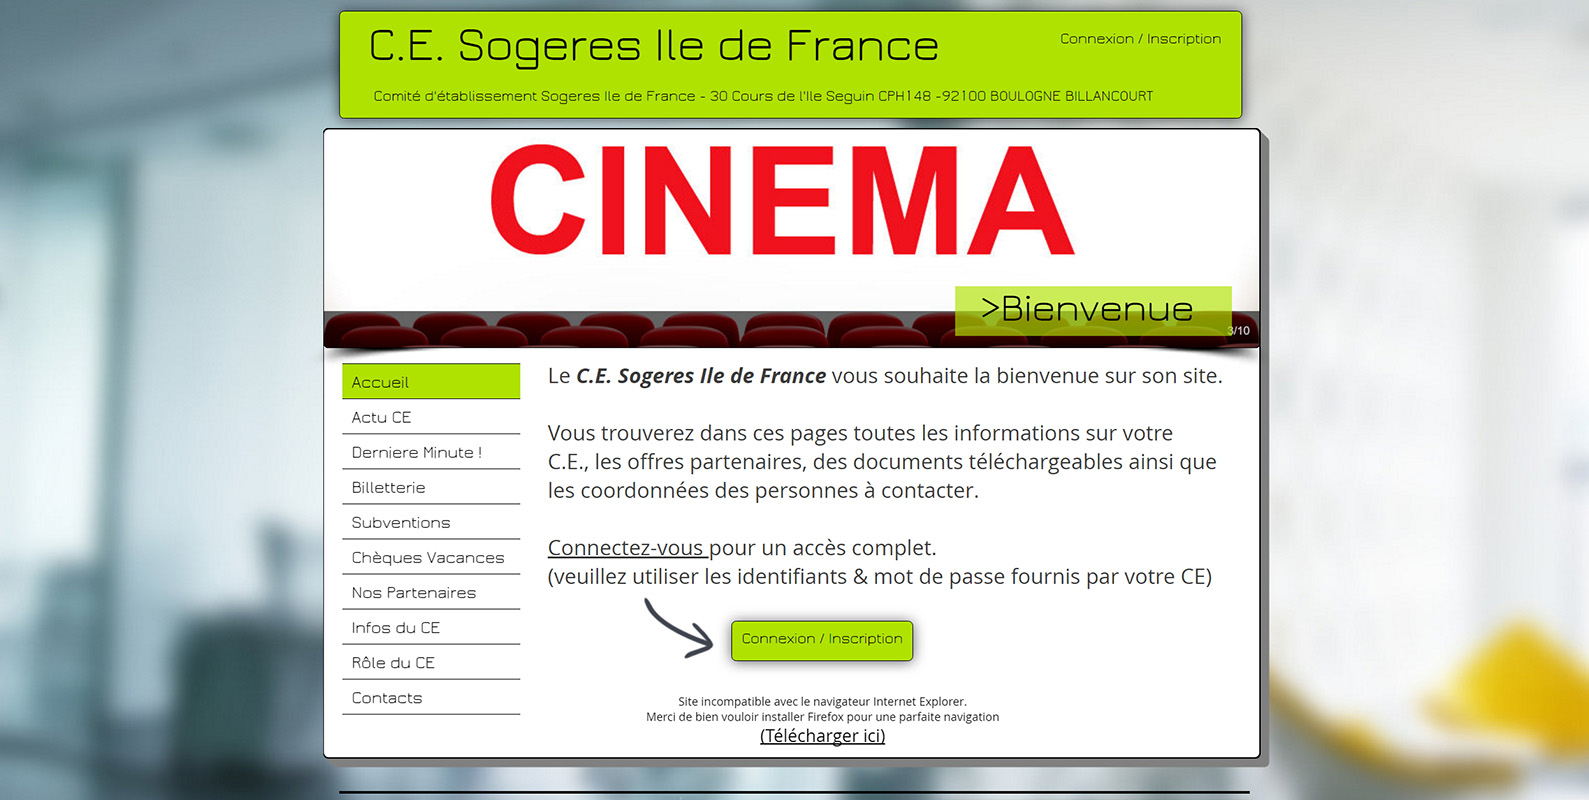 C.E. Sogeres Ile de France
Connexion / Inscription
Comité d'établissement Sogeres Ile de France - 30 Cours de l'Ile Seguin CPH148 -92100 BOULOGNE BILLANCOURT
CINEMA
>Bienvenue
3/10
Accueil
Actu CE
Derniere Minute !
Billetterie
Subventions
Chèques Vacances
Nos Partenaires
Infos du CE
Rôle du CE
Contacts
Le C.E. Sogeres Ile de France vous souhaite la bienvenue sur son site.
Vous trouverez dans ces pages toutes les informations sur votre
C.E., les offres partenaires, des documents téléchargeables ainsi que
les coordonnées des personnes à contacter.
Connectez-vous pour un accès complet.
(veuillez utiliser les identifiants & mot de passe fournis par votre CE)
Connexion / Inscription
Site incompatible avec le navigateur Internet Explorer.
Merci de bien vouloir installer Firefox pour une parfaite navigation
(Télécharger ici)